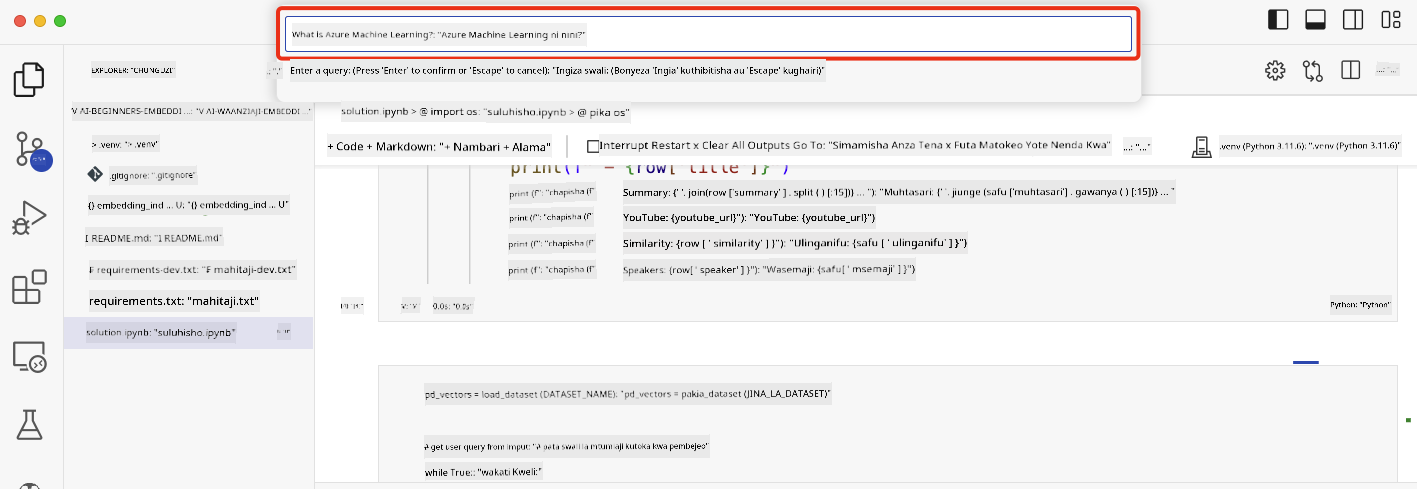 What is Azure Machine Learning?: "Azure Machine Learning ni nini?"
Enter a query: (Press 'Enter' to confirm or 'Escape' to cancel): "Ingiza swali: (Bonyeza 'Ingia' kuthibitisha au 'Escape' kughairi)"
EXPLORER: "CHUNGUZI"
V AI-BEGINNERS-EMBEDDI ...: "V AI-WAANZIAJI-EMBEDD ..."
> .venv: "> .venv"
.gitignore: ".gitignore"
{} embedding_ind ... U: "{} embedding_ind ... U"
I README.md: "I README.md"
F requirements-dev.txt: "F mahitaji-dev.txt"
requirements.txt: "mahitaji.txt"
solution ipynb: "suluhisho.ipynb"
solution ipynb > @ import os: "suluhisho.ipynb > @ pika os"
+ Code + Markdown: "+ Nambari + Alama"
Interrupt Restart x Clear All Outputs Go To: "Simamisha Anza Tena x Futa Matokeo Yote Nenda Kwa"
...: "..."
.venv (Python 3.11.6): ".venv (Python 3.11.6)"
print(f" = {row[ title ]}")
print (f": "chapisha (f" Summary: {' '. join(row ['summary' ] . split ( ) [:15])} ... "): "Muhtasari: {' '. jiunge (safu ['muhtasari'] . gawanya ( ) [:15])} ... "
print (f": "chapisha (f" YouTube: {youtube_url}"): "YouTube: {youtube_url}")
print (f": "chapisha (f" Similarity: {row [ ' similarity' ] }"): "Ulinganifu: {safu [ ' ulinganifu' ] }")
print (f": "chapisha (f" Speakers: {row[ ' speaker' ] }"): "Wasemaji: {safu[ ' msemaji' ] }")
0.0s: "0.0s"
Python: "Python"
pd_vectors = load_dataset (DATASET_NAME): "pd_vectors = pakia_dataset (JINA_LA_DATASET)"
# get user query from imput: "# pata swali la mtumiaji kutoka kwa pembejeo"
while True:: "wakati Kweli:"